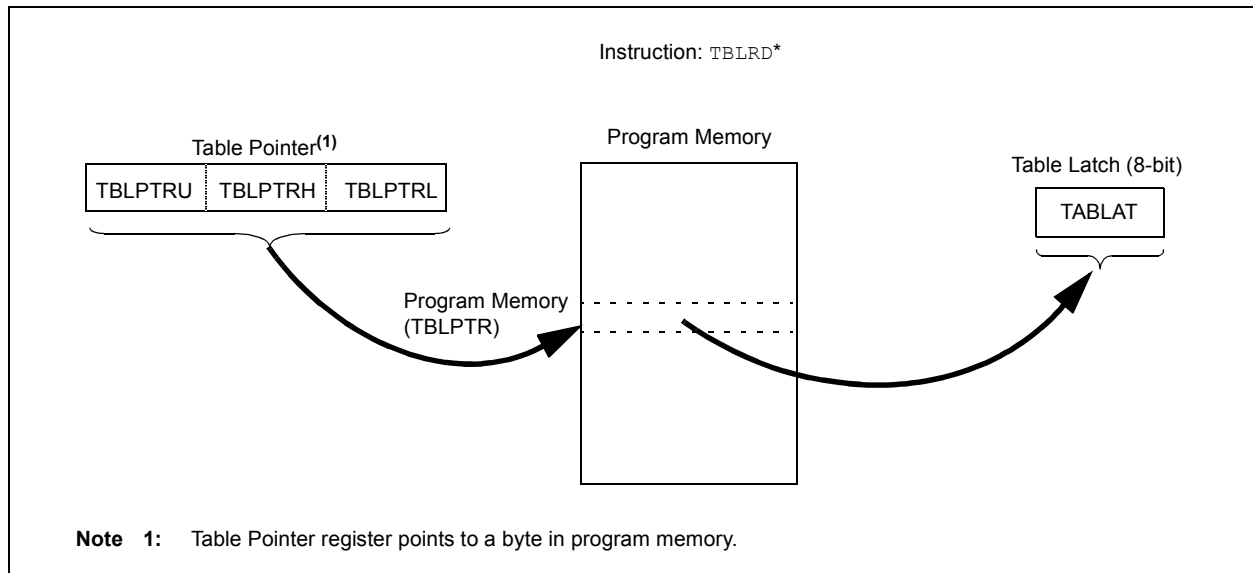 Instruction: TBLRD*
Table Pointer(1)
TBLPTRU TBLPTRH TBLPTRL
Program Memory
Table Latch (8-bit)
TABLAT
Program Memory
(TBLPTR)
Note 1: Table Pointer register points to a byte in program memory.